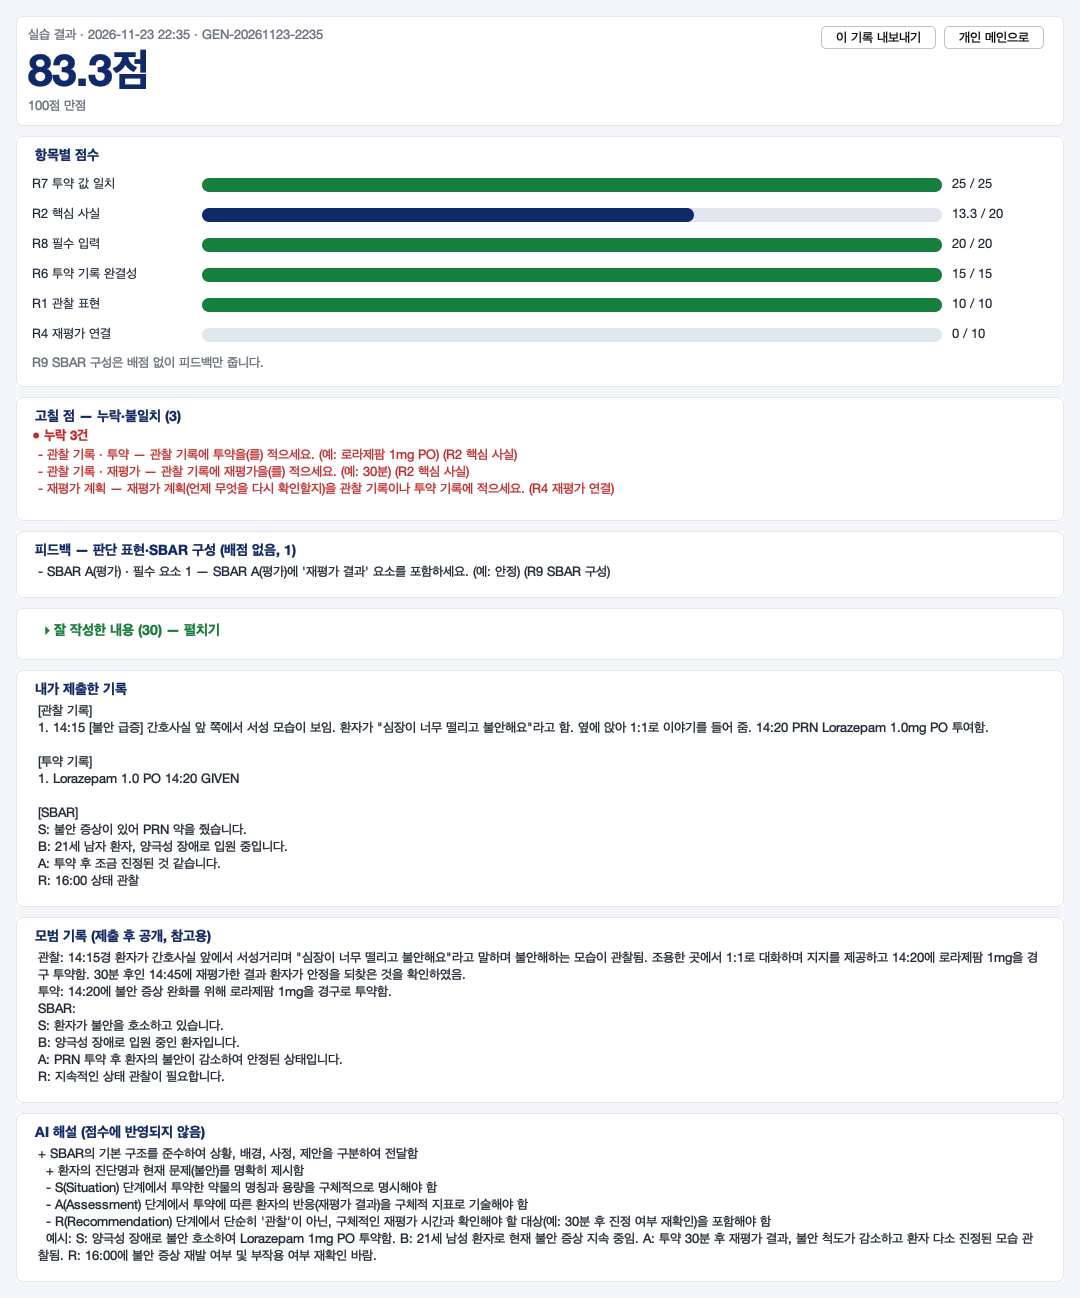 실습 결과 · 2026-11-23 22:35 · GEN-20261123-2235
이 기록 내보내기
개인 메인으로
83.3점
100점 만점
항목별 점수
R7 투약 값 일치 25 / 25
R2 핵심 사실 13.3 / 20
R8 필수 입력 20 / 20
R6 투약 기록 완결성 15 / 15
R1 관찰 표현 10 / 10
R4 재평가 연결 0 / 10
R9 SBAR 구성은 배점 없이 피드백만 줍니다.
고칠 점 — 누락·불일치 (3)
● 누락 3건
- 관찰 기록 · 투약 — 관찰 기록에 투약을(를) 적으세요. (예: 로라제팜 1mg PO) (R2 핵심 사실)
- 관찰 기록 · 재평가 — 관찰 기록에 재평가을(를) 적으세요. (예: 30분) (R2 핵심 사실)
- 재평가 계획 — 재평가 계획(언제 무엇을 다시 확인할지)을 관찰 기록이나 투약 기록에 적으세요. (R4 재평가 연결)
피드백 — 판단 표현·SBAR 구성 (배점 없음, 1)
- SBAR A(평가) · 필수 요소 1 — SBAR A(평가)에 '재평가 결과' 요소를 포함하세요. (예: 안정) (R9 SBAR 구성)
잘 작성한 내용 (30) — 펼치기
내가 제출한 기록
[관찰 기록]
1. 14:15 [불안 급증] 간호사실 앞 쪽에서 서성 모습이 보임. 환자가 "심장이 너무 떨리고 불안해요"라고 함. 옆에 앉아 1:1로 이야기를 들어 줌. 14:20 PRN Lorazepam 1.0mg PO 투여함.
[투약 기록]
1. Lorazepam 1.0 PO 14:20 GIVEN
[SBAR]
S: 불안 증상이 있어 PRN 약을 줬습니다.
B: 21세 남자 환자, 양극성 장애로 입원 중입니다.
A: 투약 후 조금 진정된 것 같습니다.
R: 16:00 상태 관찰
모범 기록 (제출 후 공개, 참고용)
관찰: 14:15경 환자가 간호사실 앞에서 서성거리며 "심장이 너무 떨리고 불안해요"라고 말하며 불안해하는 모습이 관찰됨. 조용한 곳에서 1:1로 대화하며 지지를 제공하고 14:20에 로라제팜 1mg을 경
구 투약함. 30분 후인 14:45에 재평가한 결과 환자가 안정을 되찾은 것을 확인하였음.
투약: 14:20에 불안 증상 완화를 위해 로라제팜 1mg을 경구로 투약함.
SBAR:
S: 환자가 불안을 호소하고 있습니다.
B: 양극성 장애로 입원 중인 환자입니다.
A: PRN 투약 후 환자의 불안이 감소하여 안정된 상태입니다.
R: 지속적인 상태 관찰이 필요합니다.
AI 해설 (점수에 반영되지 않음)
+ SBAR의 기본 구조를 준수하여 상황, 배경, 사정, 제안을 구분하여 전달함
+ 환자의 진단명과 현재 문제(불안)를 명확히 제시함
- S(Situation) 단계에서 투약한 약물의 명칭과 용량을 구체적으로 명시해야 함
- A(Assessment) 단계에서 투약에 따른 환자의 반응(재평가 결과)을 구체적 지표로 기술해야 함
- R(Recommendation) 단계에서 단순히 '관찰'이 아닌, 구체적인 재평가 시간과 확인해야 할 대상(예: 30분 후 진정 여부 재확인)을 포함해야 함
예시: S: 양극성 장애로 불안 호소하여 Lorazepam 1mg PO 투약함. B: 21세 남성 환자로 현재 불안 증상 지속 중임. A: 투약 30분 후 재평가 결과, 불안 척도가 감소하고 환자 다소 진정된 모습 관
찰됨. R: 16:00에 불안 증상 재발 여부 및 부작용 여부 재확인 바람.